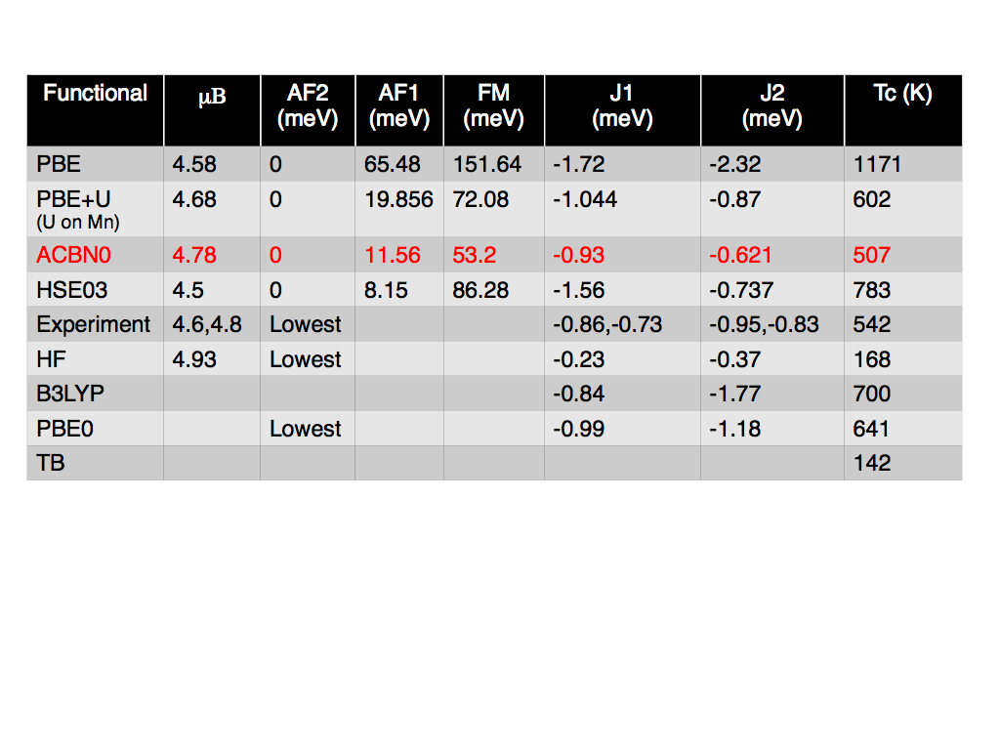 Functional μB AF2 AF1 FM J1 J2 Tc (K)
(meV) (meV) (meV) (meV) (meV)
PBE 4.58 0 65.48 151.64 -1.72 -2.32 1171
PBE+U 4.68 0 19.856 72.08 -1.044 -0.87 602
(U on Mn)
ACBN0 4.78 0 11.56 53.2 -0.93 -0.621 507
HSE03 4.5 0 8.15 86.28 -1.56 -0.737 783
Experiment 4.6,4.8 Lowest -0.86,-0.73 -0.95,-0.83 542
HF 4.93 Lowest -0.23 -0.37 168
B3LYP -0.84 -1.77 700
PBE0 Lowest -0.99 -1.18 641
TB 142